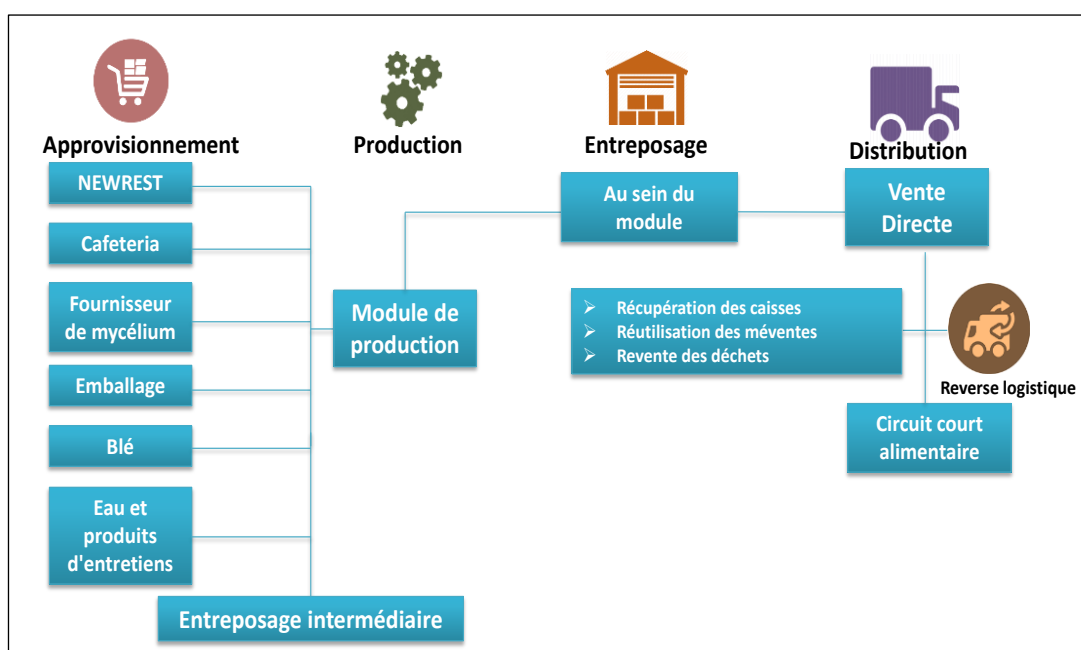 Approvisionnement
Production
Entreposage
Distribution
NEWREST
Cafeteria
Fournisseur
de mycélium
Emballage
Blé
Eau et
produits
d'entretiens
Entreposage intermédiaire
Module de
production
Au sein du
module
Vente
Directe
Récupération des caisses
Réutilisation des méventes
Revente des déchets
Reverse logistique
Circuit court
alimentaire